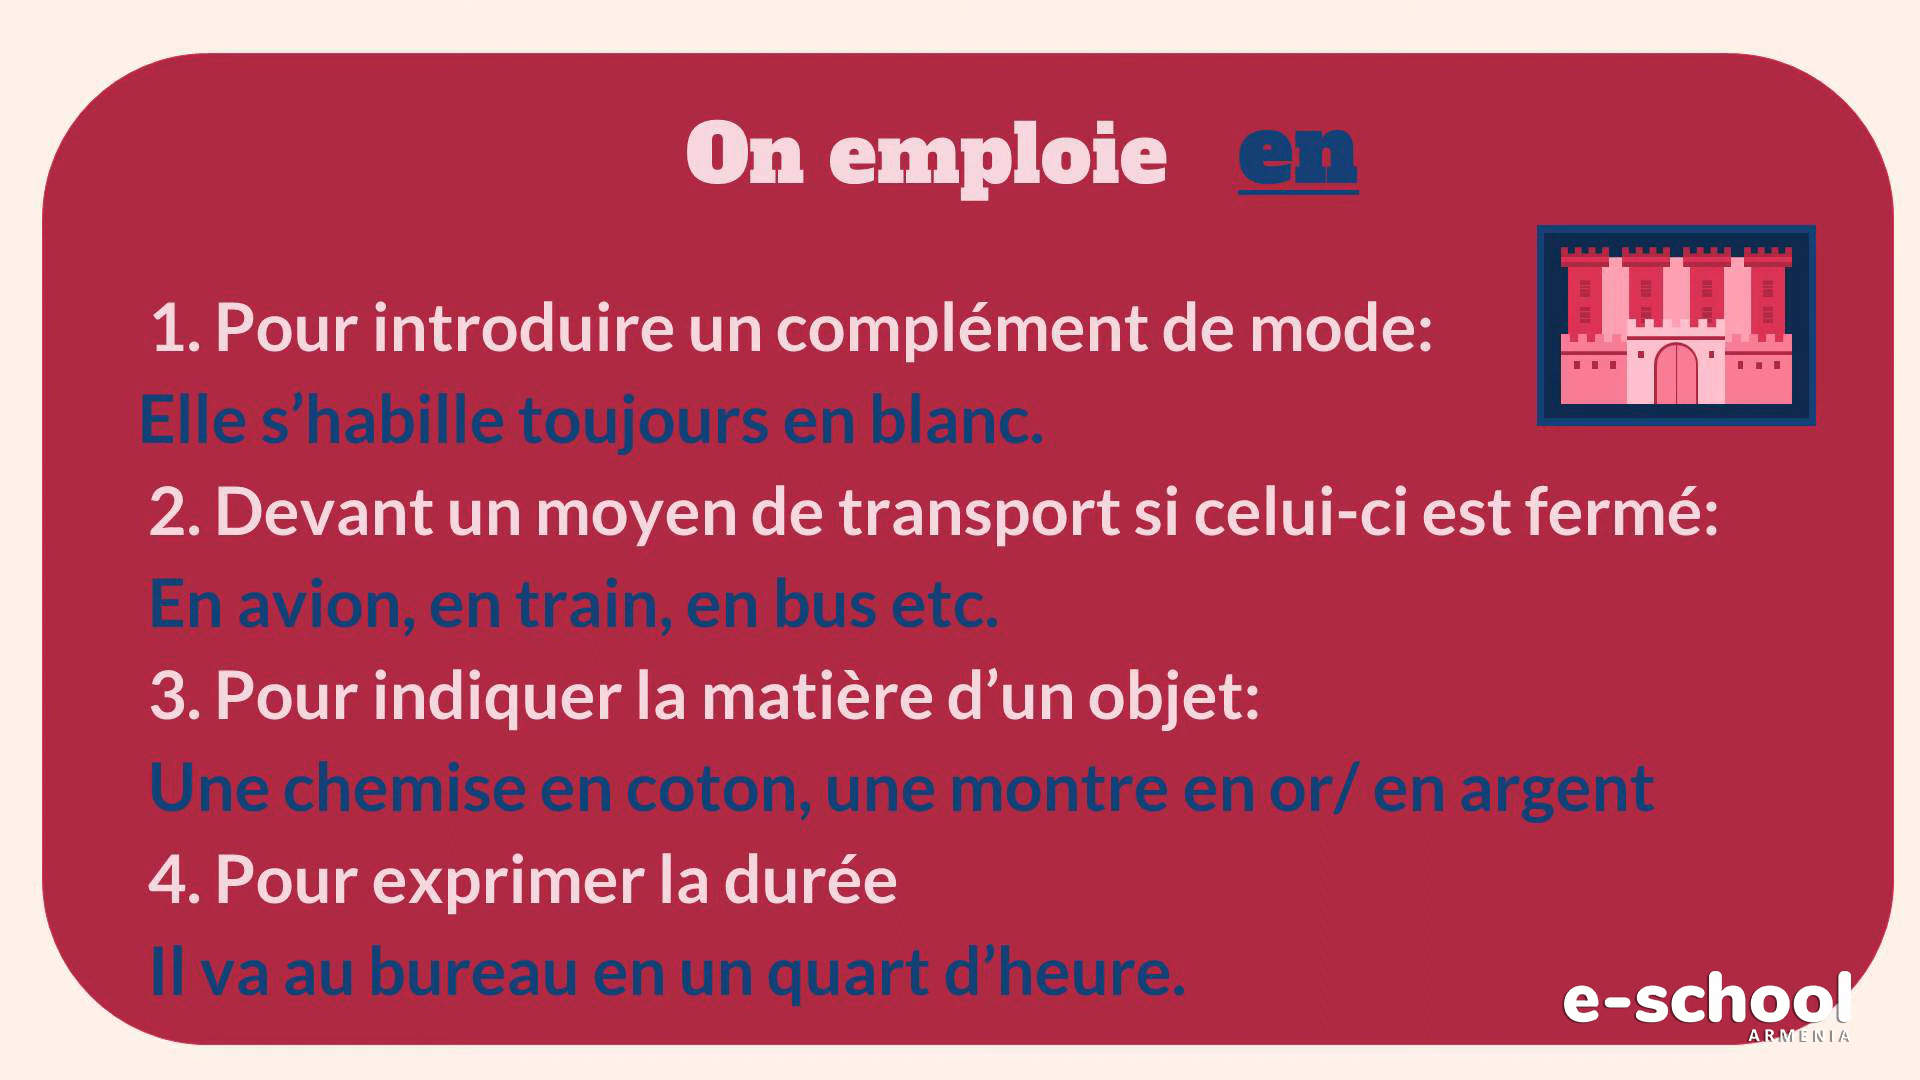 On emploie en
1. Pour introduire un complément de mode:
Elle s’habille toujours en blanc.
2. Devant un moyen de transport si celui-ci est fermé:
En avion, en train, en bus etc.
3. Pour indiquer la matière d’un objet:
Une chemise en coton, une montre en or/ en argent
4. Pour exprimer la durée
Il va au bureau en un quart d’heure.
e-school
ARMENIA